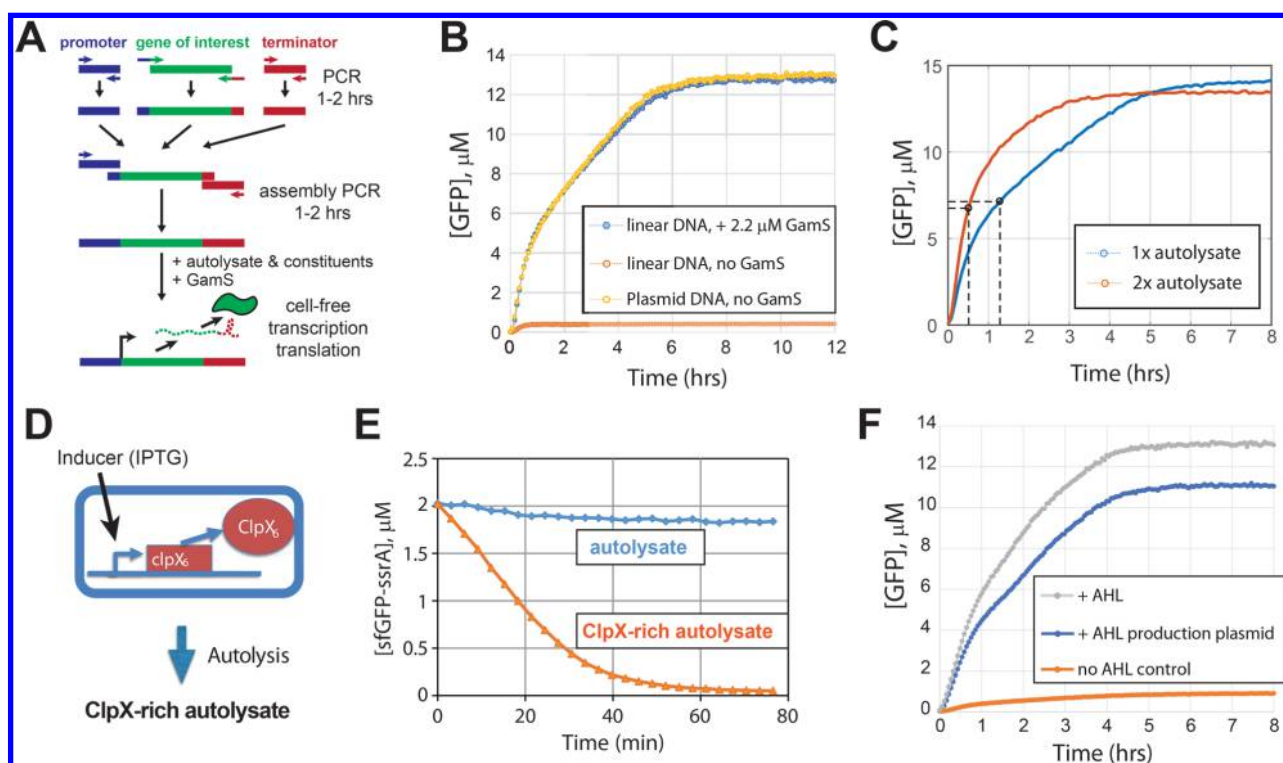 A
promoter gene of interest terminator
PCR
1-2 hrs
assembly PCR
1-2 hrs
+ autolysate & constituents
+ GamS
cell-free
transcription
translation
B
[GFP], μM
14
12
10
8
6
4
2
0
linear DNA, + 2.2 μM GamS
linear DNA, no GamS
Plasmid DNA, no GamS
0 2 4 6 8 10 12
Time (hrs)
C
[GFP], μM
15
10
5
0
1x autolysate
2x autolysate
0 1 2 3 4 5 6 7 8
Time (hrs)
D
Inducer (IPTG)
ClpX6
clpX6
Autolysis
ClpX-rich autolysate
E
[sfGFP-ssrA], μM
2.5
2
1.5
1
0.5
0
autolysate
ClpX-rich autolysate
0 20 40 60 80
Time (min)
F
[GFP], μM
14
12
10
8
6
4
2
0
+ AHL
+ AHL production plasmid
no AHL control
0 1 2 3 4 5 6 7 8
Time (hrs)